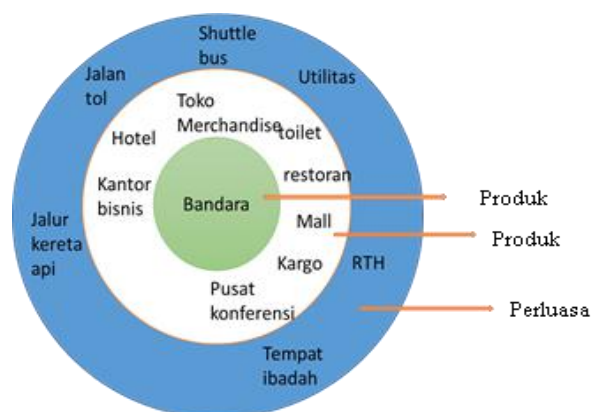 Shuttle
bus
Jalan
tol
Utilitas
Toko
Merchandise
toilet
Hotel
restoran
Kantor
bisnis
Bandara
Produk
Mall
Jalur
kereta
api
Produk
Kargo
RTH
Pusat
konferensi
Perluasa
Tempat
ibadah